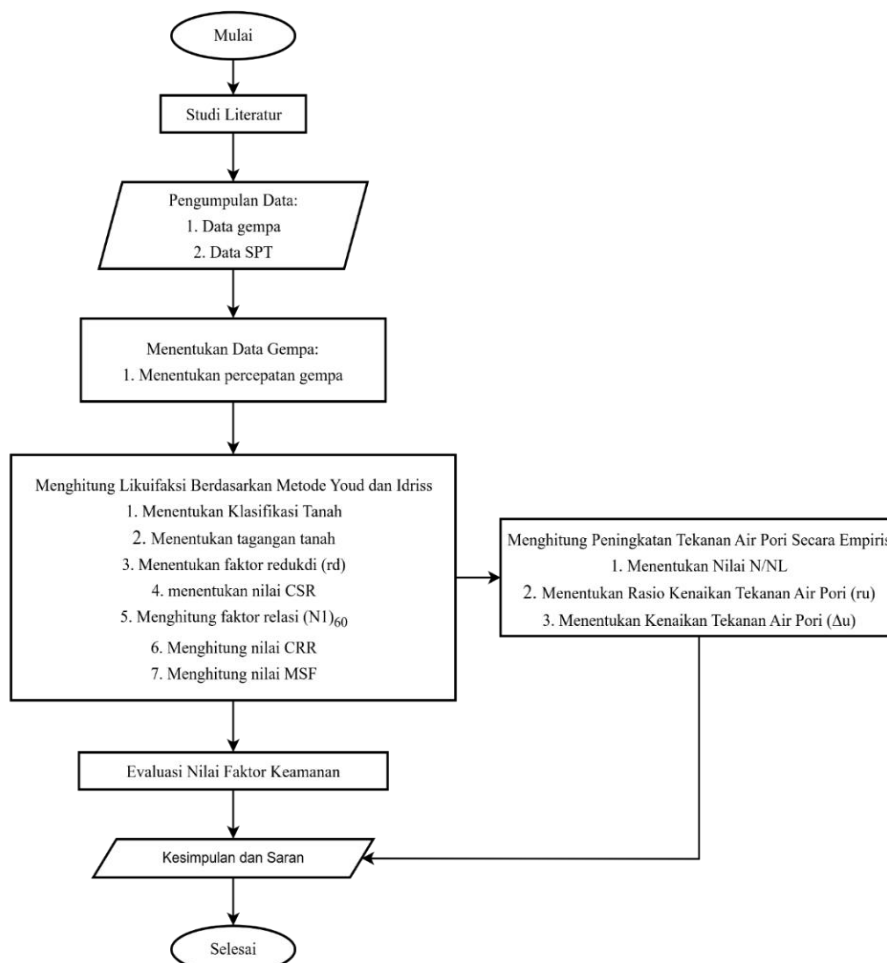 Mulai
Studi Literatur
Pengumpulan Data:
1. Data gempa
2. Data SPT
Menentukan Data Gempa:
1. Menentukan percepatan gempa
Menghitung Likuifaksi Berdasarkan Metode Youd dan Idriss
1. Menentukan Klasifikasi Tanah
2. Menentukan tagangan tanah
3. Menentukan faktor redukdi (rd)
4. menentukan nilai CSR
5. Menghitung faktor relasi (N1)60
6. Menghitung nilai CRR
7. Menghitung nilai MSF
Menghitung Peningkatan Tekanan Air Pori Secara Empiris
1. Menentukan Nilai N/NL
2. Menentukan Rasio Kenaikan Tekanan Air Pori (ru)
3. Menentukan Kenaikan Tekanan Air Pori (Δu)
Evaluasi Nilai Faktor Keamanan
Kesimpulan dan Saran
Selesai